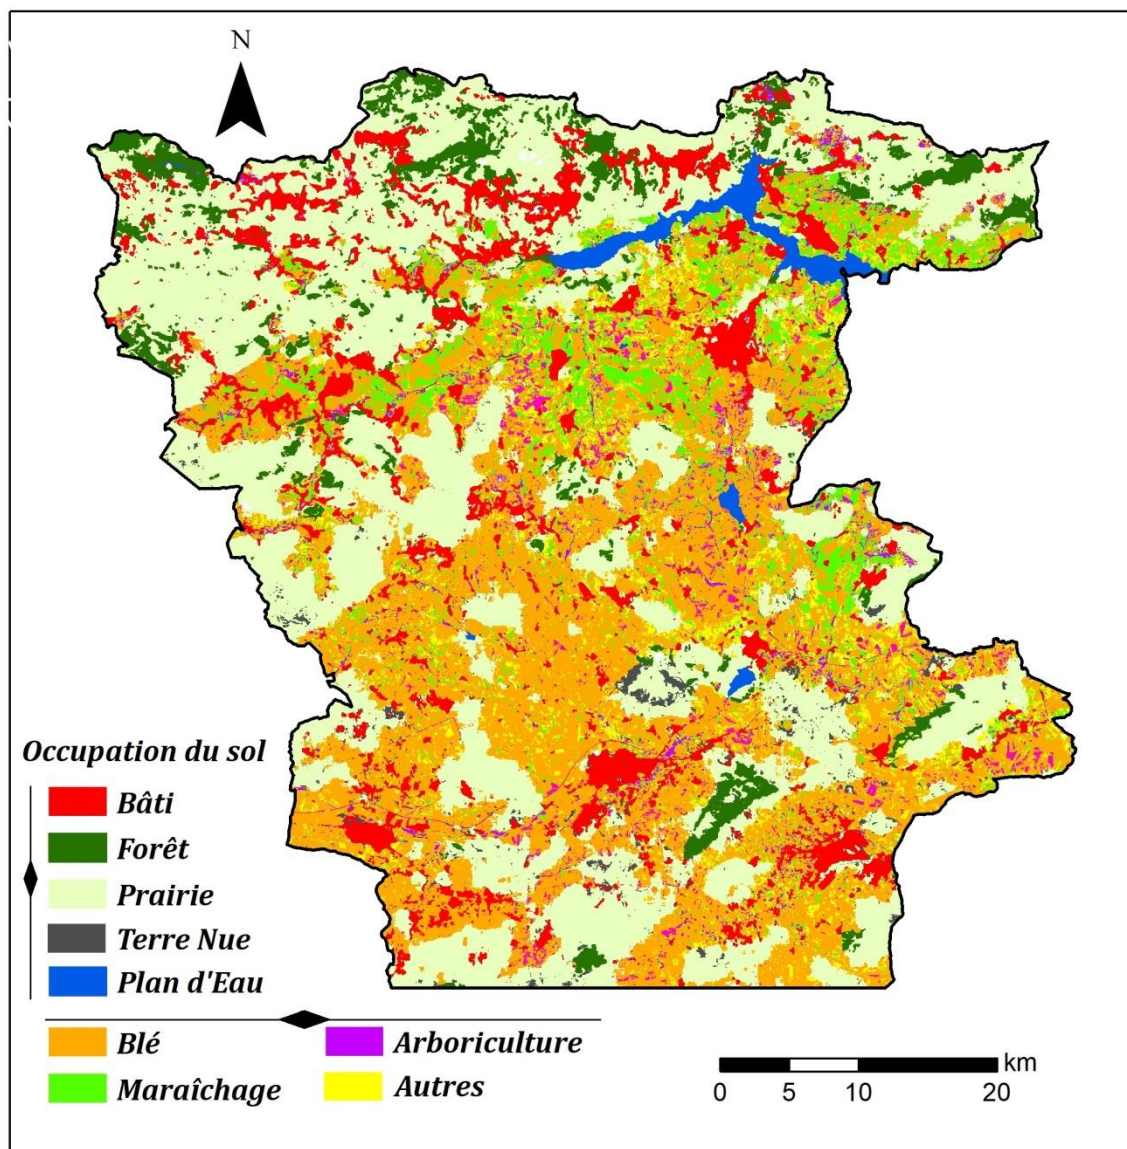 N
Occupation du sol
Bâti
Forêt
Prairie
Terre Nue
Plan d'Eau
Blé
Arboriculture
Maraîchage
Autres
km
0 5 10 20